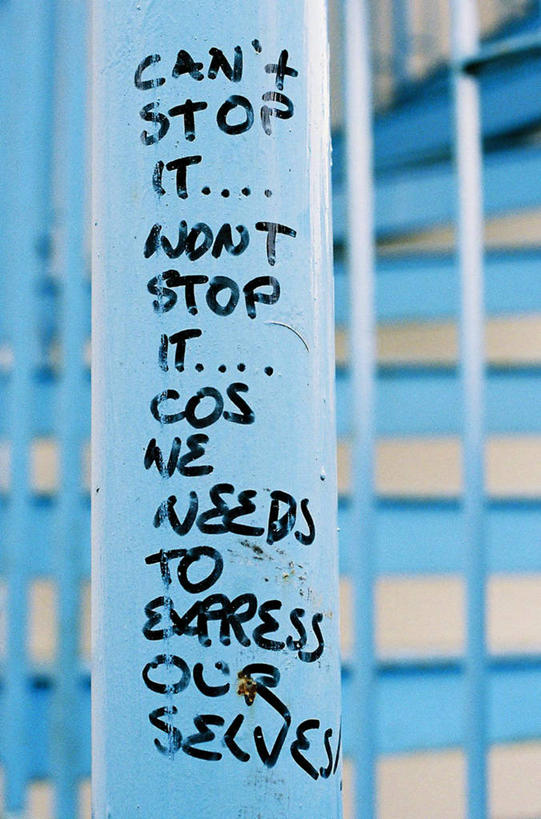 CAN't
STOP
IT....
WONT
STOP
IT....
COS
WE
NEEDS
TO
EXPRESS
OUR
SELVES!